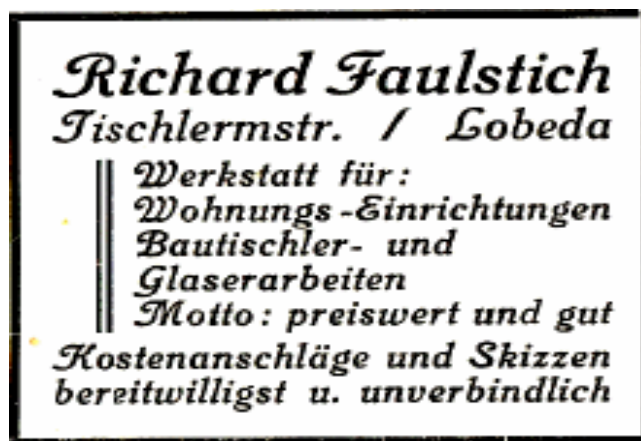 Richard Faulstich
Tischlermstr. / Lobeda
Werkstatt für:
Wohnungs-Einrichtungen
Bautischler- und
Glaserarbeiten
Motto: preiswert und gut
Kostenanschläge und Skizzen
bereitwilligst u. unverbindlich